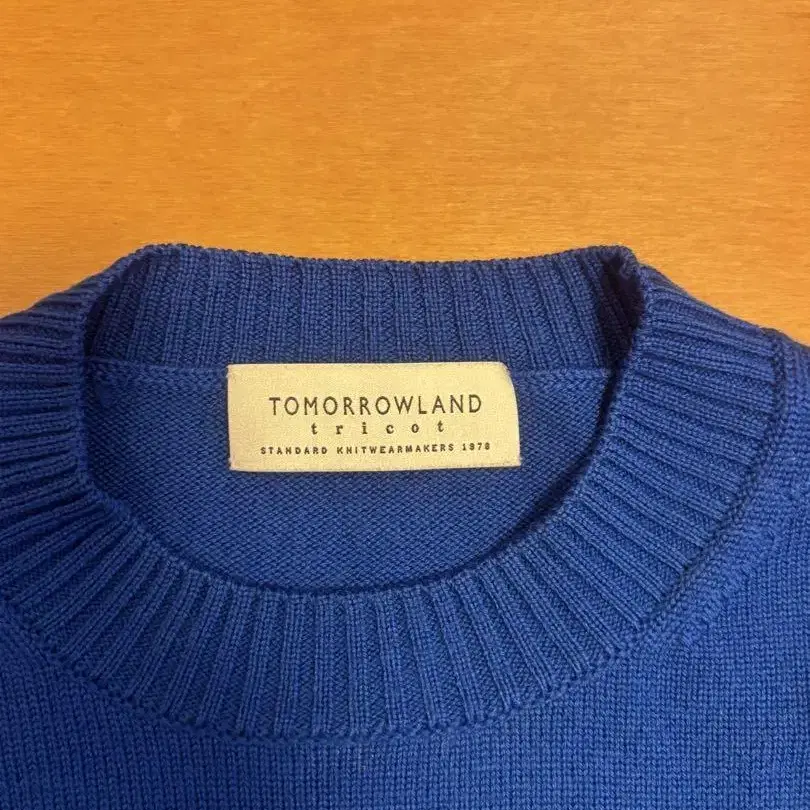 TOMORROWLAND
tricot
STANDARD KNITWEARMAKERS 1978